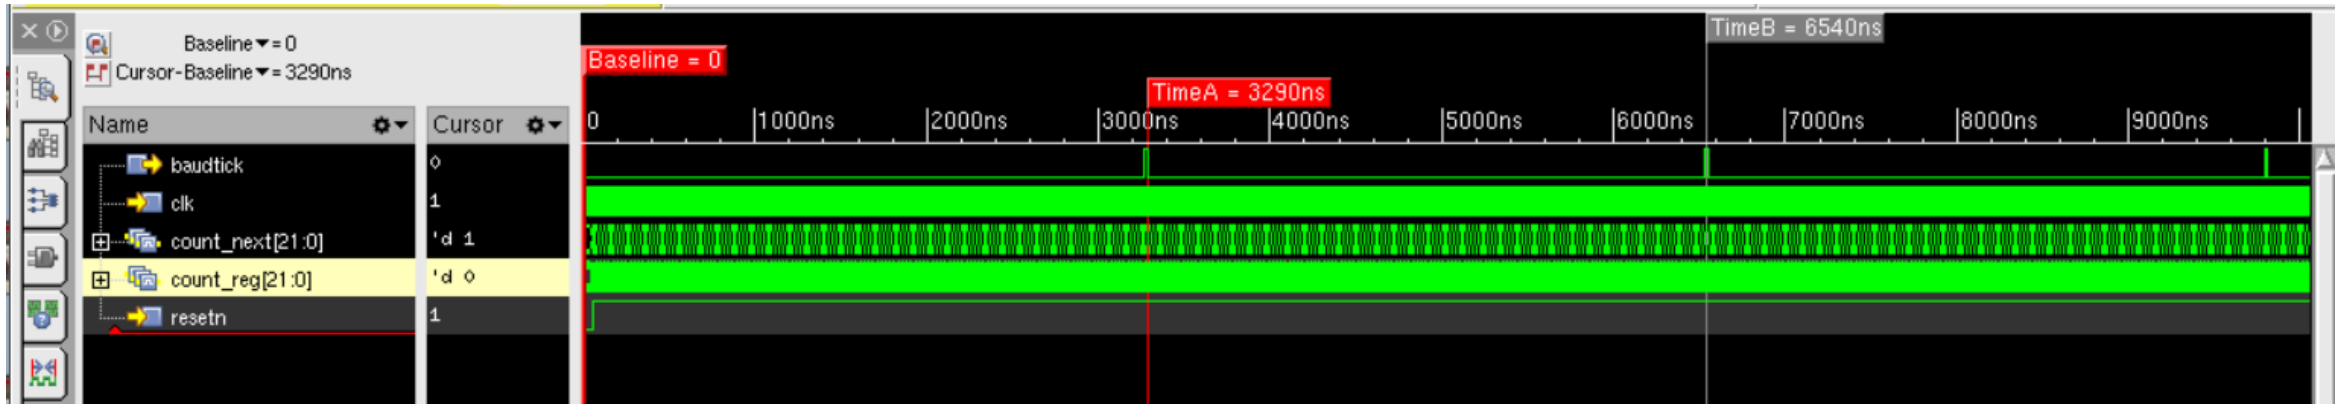 Baseline▼= 0
Cursor-Baseline▼= 3290ns
Baseline = 0
TimeA = 3290ns
TimeB = 6540ns
Name
Cursor
0
1000ns
2000ns
3000ns
4000ns
5000ns
6000ns
7000ns
8000ns
9000ns
baudtick
0
clk
1
count_next[21:0]
'd 1
count_reg[21:0]
'd 0
resetn
1